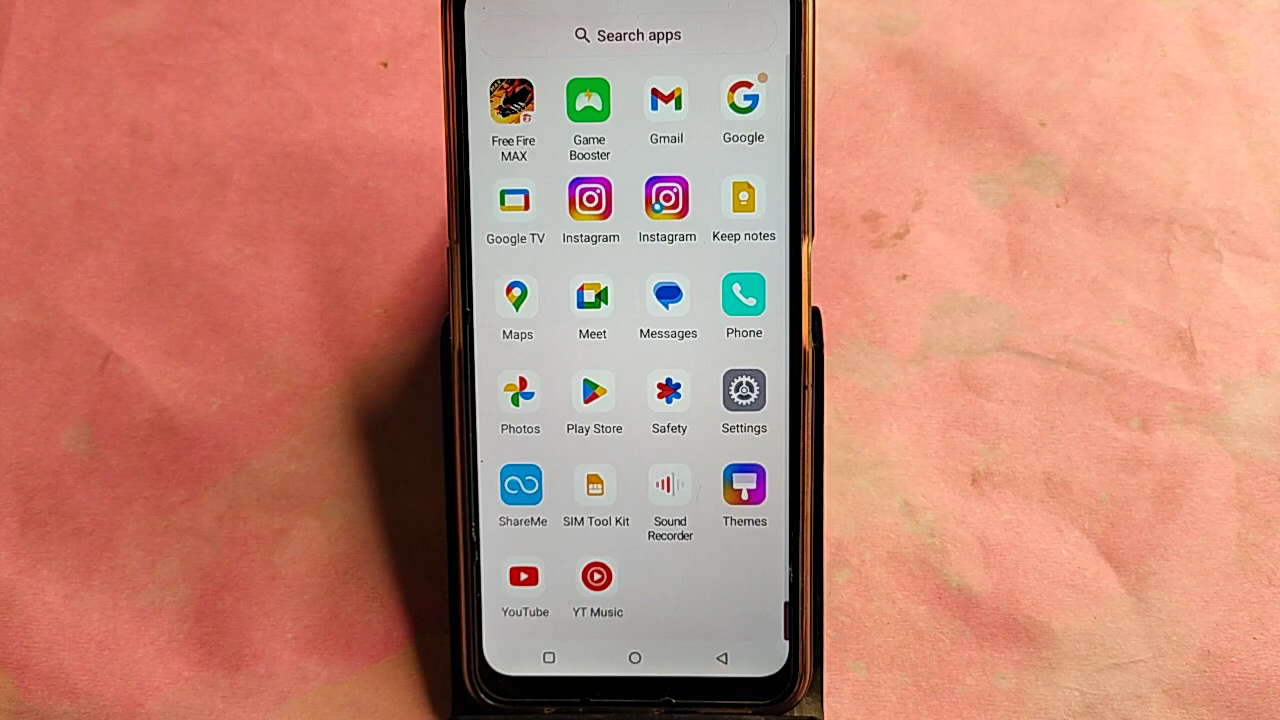 Search apps
Free Fire
MAX
Game
Booster
Gmail
Google
Google TV
Instagram
Instagram
Keep notes
Maps
Meet
Messages
Phone
Photos
Play Store
Safety
Settings
ShareMe
SIM Tool Kit
Sound
Recorder
Themes
YouTube
YT Music